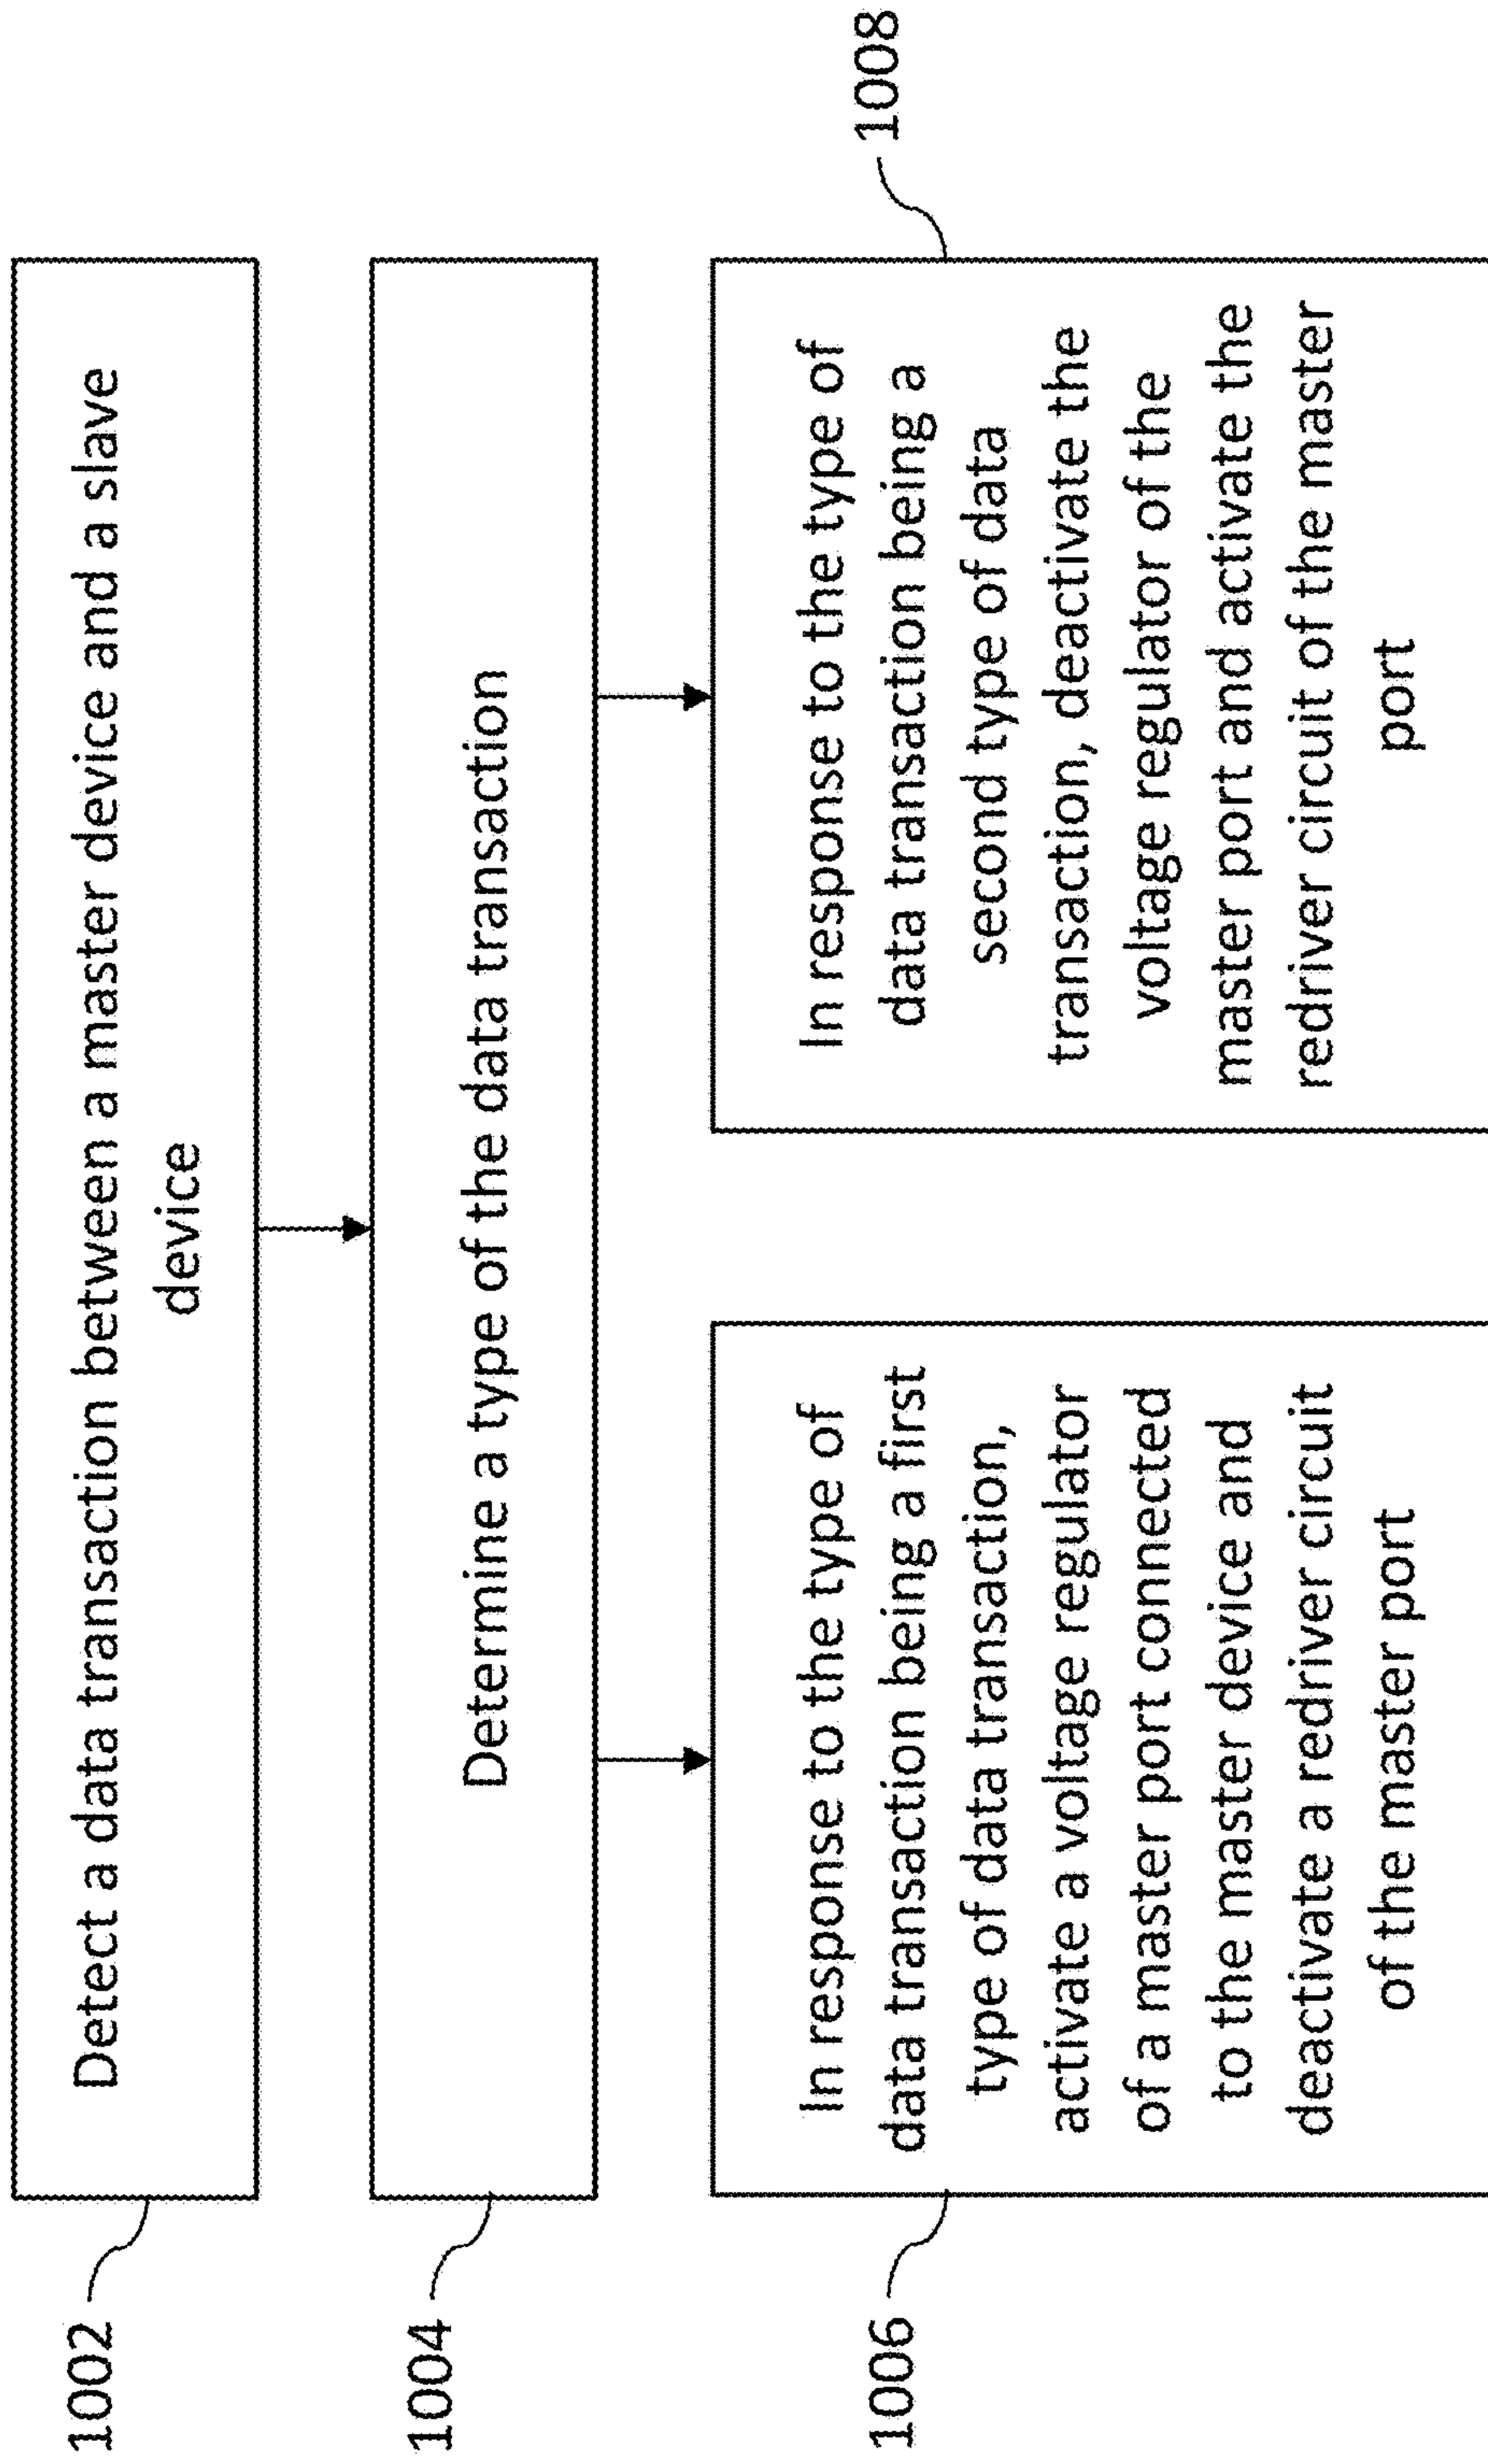 1002
Detect a data transaction between a master device and a slave
device
1004
Determine a type of the data transaction
1006
In response to the type of
data transaction being a first
type of data transaction,
activate a voltage regulator
of a master port connected
to the master device and
deactivate a redriver circuit
of the master port
1008
In response to the type of
data transaction being a
second type of data
transaction, deactivate the
voltage regulator of the
master port and activate the
redriver circuit of the master
port